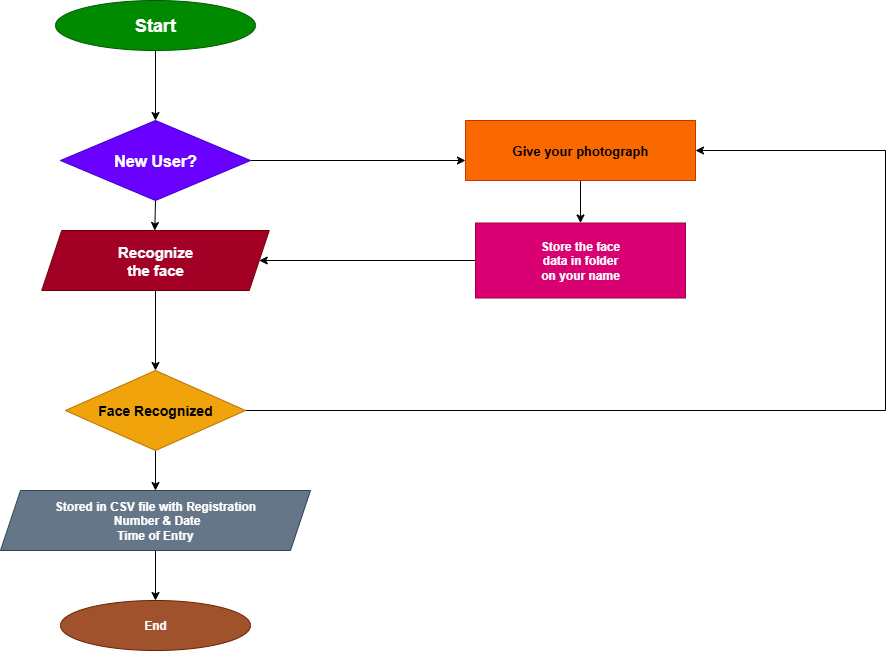 Start
New User?
Give your photograph
Recognize
the face
Store the face
data in folder
on your name
Face Recognized
Stored in CSV file with Registration
Number & Date
Time of Entry
End